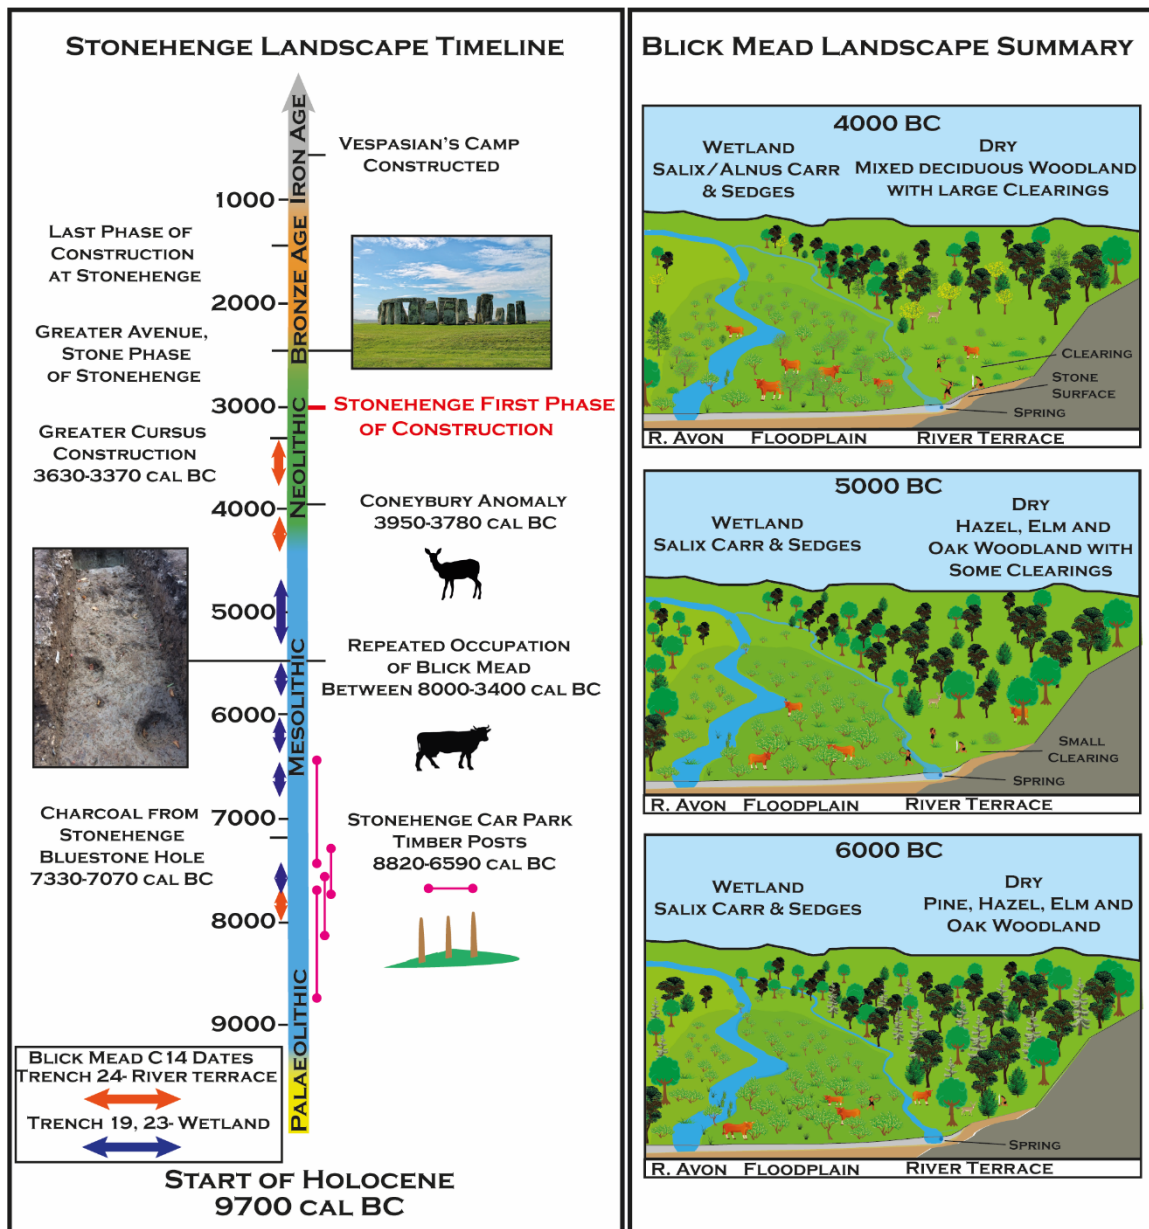 STONEHENGE LANDSCAPE TIMELINE
IRON AGE
BRONZE AGE
NEOLITHIC
MESOLITHIC
PALAEOLITHIC
1000
2000
3000
4000
5000
6000
7000
8000
9000
VESPASIAN'S CAMP
CONSTRUCTED
LAST PHASE OF
CONSTRUCTION
AT STONEHENGE
GREATER AVENUE,
STONE PHASE
OF STONEHENGE
STONEHENGE FIRST PHASE
OF CONSTRUCTION
GREATER CURSUS
CONSTRUCTION
3630-3370 CAL BC
CONEYBURY ANOMALY
3950-3780 CAL BC
REPEATED OCCUPATION
OF BLICK MEAD
BETWEEN 8000-3400 CAL BC
CHARCOAL FROM
STONEHENGE
BLUESTONE HOLE
7330-7070 CAL BC
STONEHENGE CAR PARK
TIMBER POSTS
8820-6590 CAL BC
BLICK MEAD C14 DATES
TRENCH 24- RIVER TERRACE
TRENCH 19, 23- WETLAND
START OF HOLOCENE
9700 CAL BC
BLICK MEAD LANDSCAPE SUMMARY
4000 BC
WETLAND
SALIX/ALNUS CARR
& SEDGES
DRY
MIXED DECIDUOUS WOODLAND
WITH LARGE CLEARINGS
CLEARING
STONE
SURFACE
SPRING
R. AVON FLOODPLAIN RIVER TERRACE
5000 BC
WETLAND
SALIX CARR & SEDGES
DRY
HAZEL, ELM AND
OAK WOODLAND WITH
SOME CLEARINGS
SMALL
CLEARING
SPRING
R. AVON FLOODPLAIN RIVER TERRACE
6000 BC
WETLAND
SALIX CARR & SEDGES
DRY
PINE, HAZEL, ELM AND
OAK WOODLAND
SPRING
R. AVON FLOODPLAIN RIVER TERRACE